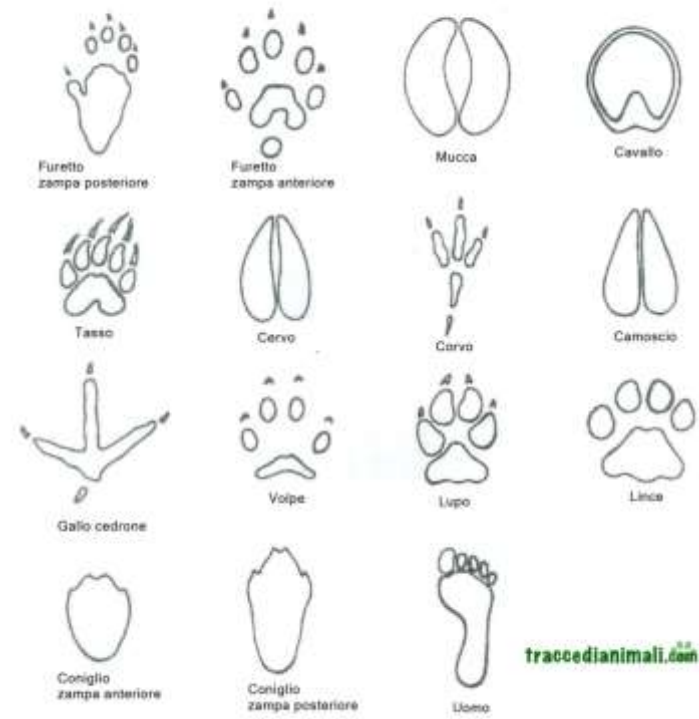 Furetto
zampa posteriore
Furetto
zampa anteriore
Mucca
Cavallo
Tasso
Cervo
Corvo
Camoscio
Gallo cedrone
Volpe
Lupo
Lince
Coniglio
zampa anteriore
Coniglio
zampa posteriore
Uomo
traccedianimali.com